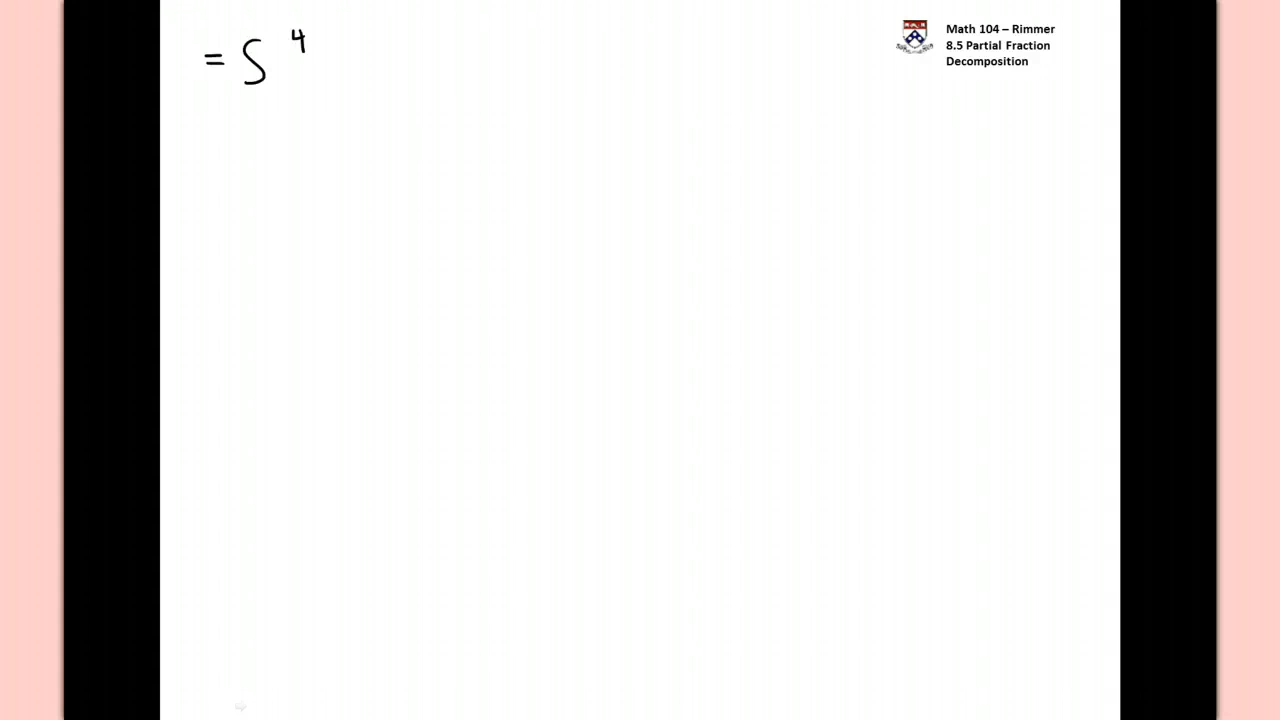 = ∫ 4
Math 104 – Rimmer
8.5 Partial Fraction
Decomposition